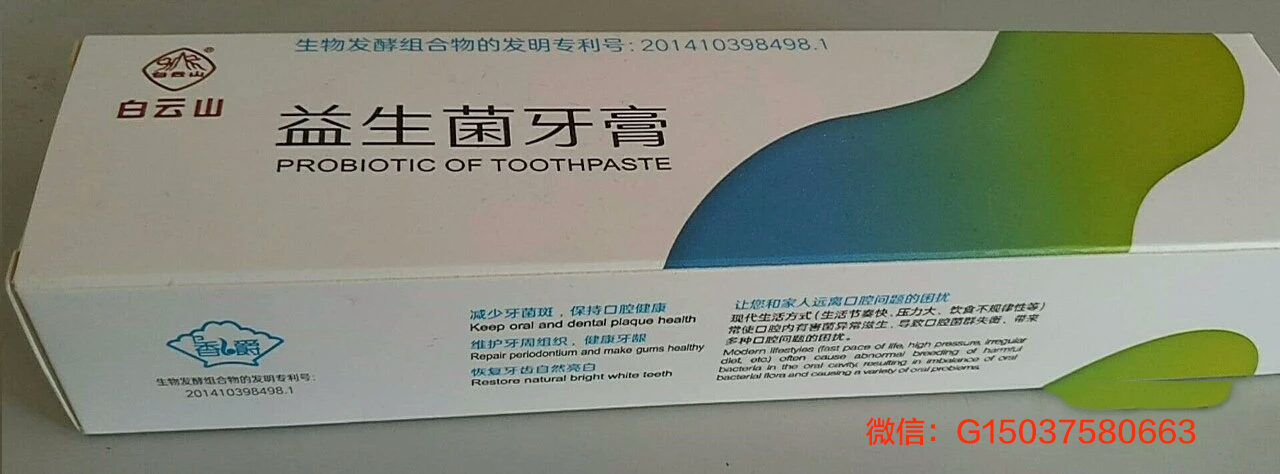 生物发酵组合物的发明专利号：201410398498.1
白云山
®
白云山
益生菌牙膏
PROBIOTIC OF TOOTHPASTE
香爵
生物发酵组合物的发明专利号：
201410398498.1
减少牙菌斑，保持口腔健康
Keep oral and dental plaque health
维护牙周组织、健康牙龈
Repair periodontium and make gums healthy
恢复牙齿自然亮白
Restore natural bright white teeth
让您和家人远离口腔问题的困扰
现代生活方式（生活节奏快、压力大、饮食不规律性等）
常使口腔内有害菌异常滋生、导致口腔菌群失衡、带来
多种口腔问题的困扰。
Modern lifestyles (fast pace of life, high pressure, irregular
diet, etc) often cause abnormal breeding of harmful
bacteria in the oral cavity, resulting in imbalance of oral
bacterial flora and causing a variety of oral problems.
微信：G15037580663